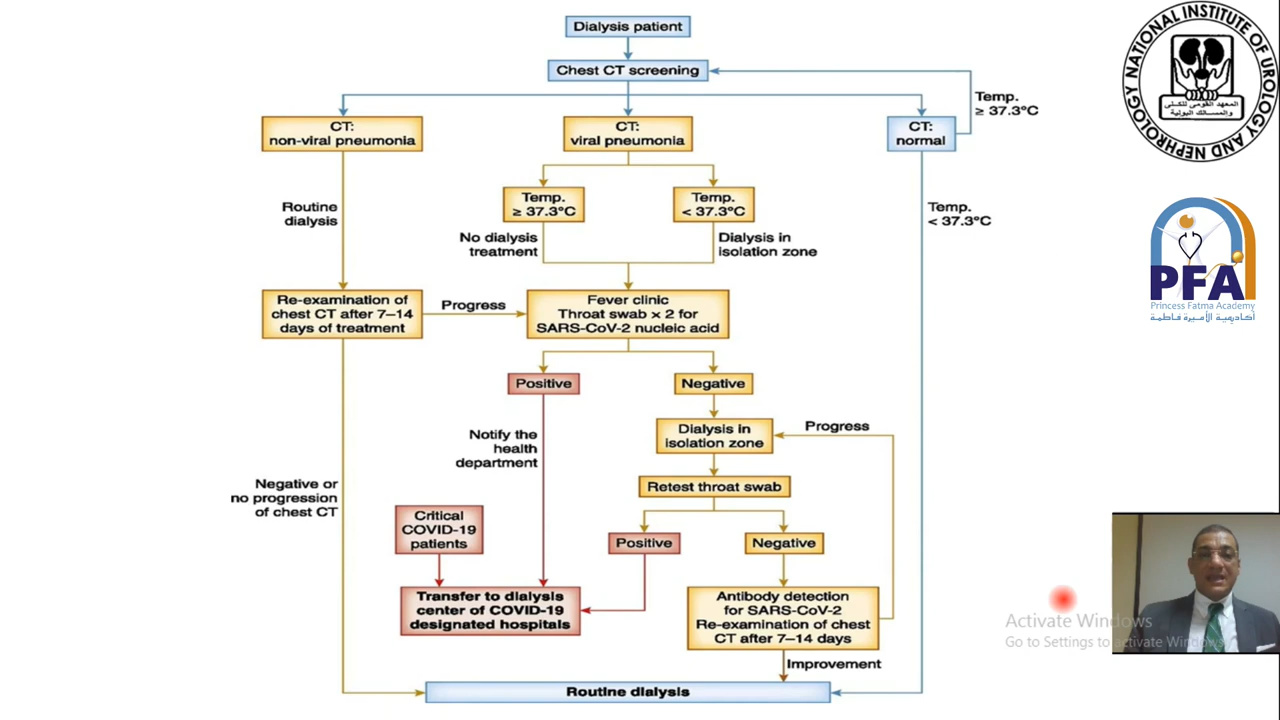 Dialysis patient
Chest CT screening
Temp.
≥ 37.3°C
CT:
non-viral pneumonia
CT:
viral pneumonia
CT:
normal
Routine
dialysis
Temp.
≥ 37.3°C
Temp.
< 37.3°C
Temp.
< 37.3°C
No dialysis
treatment
Dialysis in
isolation zone
Re-examination of
chest CT after 7–14
days of treatment
Progress
Fever clinic
Throat swab × 2 for
SARS-CoV-2 nucleic acid
Positive
Negative
Notify the
health
department
Dialysis in
isolation zone
Progress
Negative or
no progression
of chest CT
Retest throat swab
Critical
COVID-19
patients
Positive
Negative
Transfer to dialysis
center of COVID-19
designated hospitals
Antibody detection
for SARS-CoV-2
Re-examination of chest
CT after 7–14 days
Improvement
Routine dialysis
NATIONAL INSTITUTE OF UROLOGY AND NEPHROLOGY
المعهد القومى للكلى
والمسالك البولية
PFA
Princess Fatma Academy
أكاديمية الأميرة فاطمة
Activate Windows
Go to Settings to activate Windows.